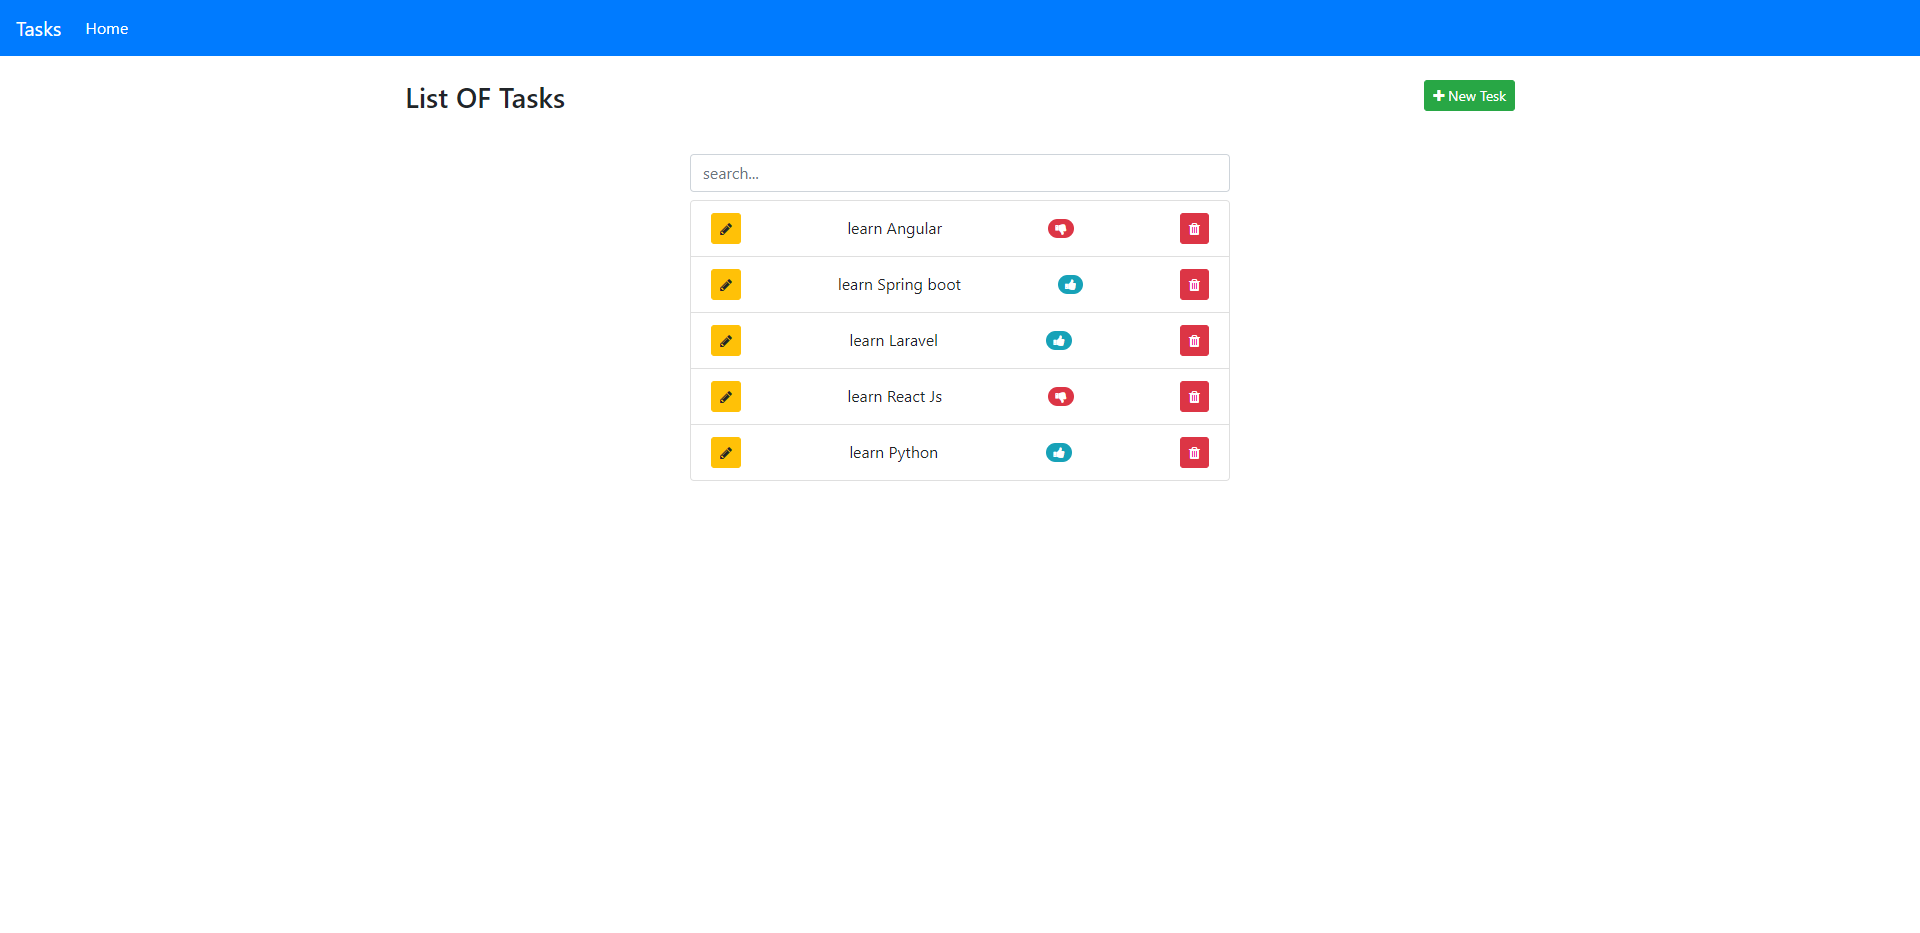 Tasks Home
List OF Tasks
New Tesk
search...
learn Angular
learn Spring boot
learn Laravel
learn React Js
learn Python